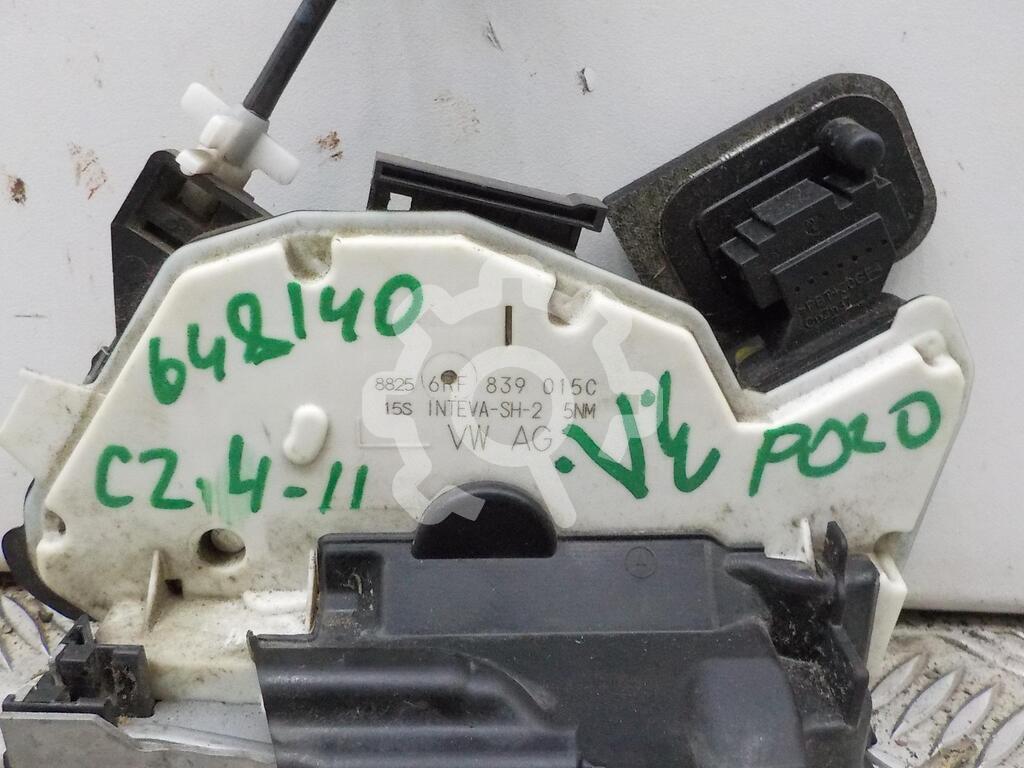 648140
8825 6RF 839 015C
15S INTEVA-SH-2 5NM
VW AG
VW POLO
C2,4-11